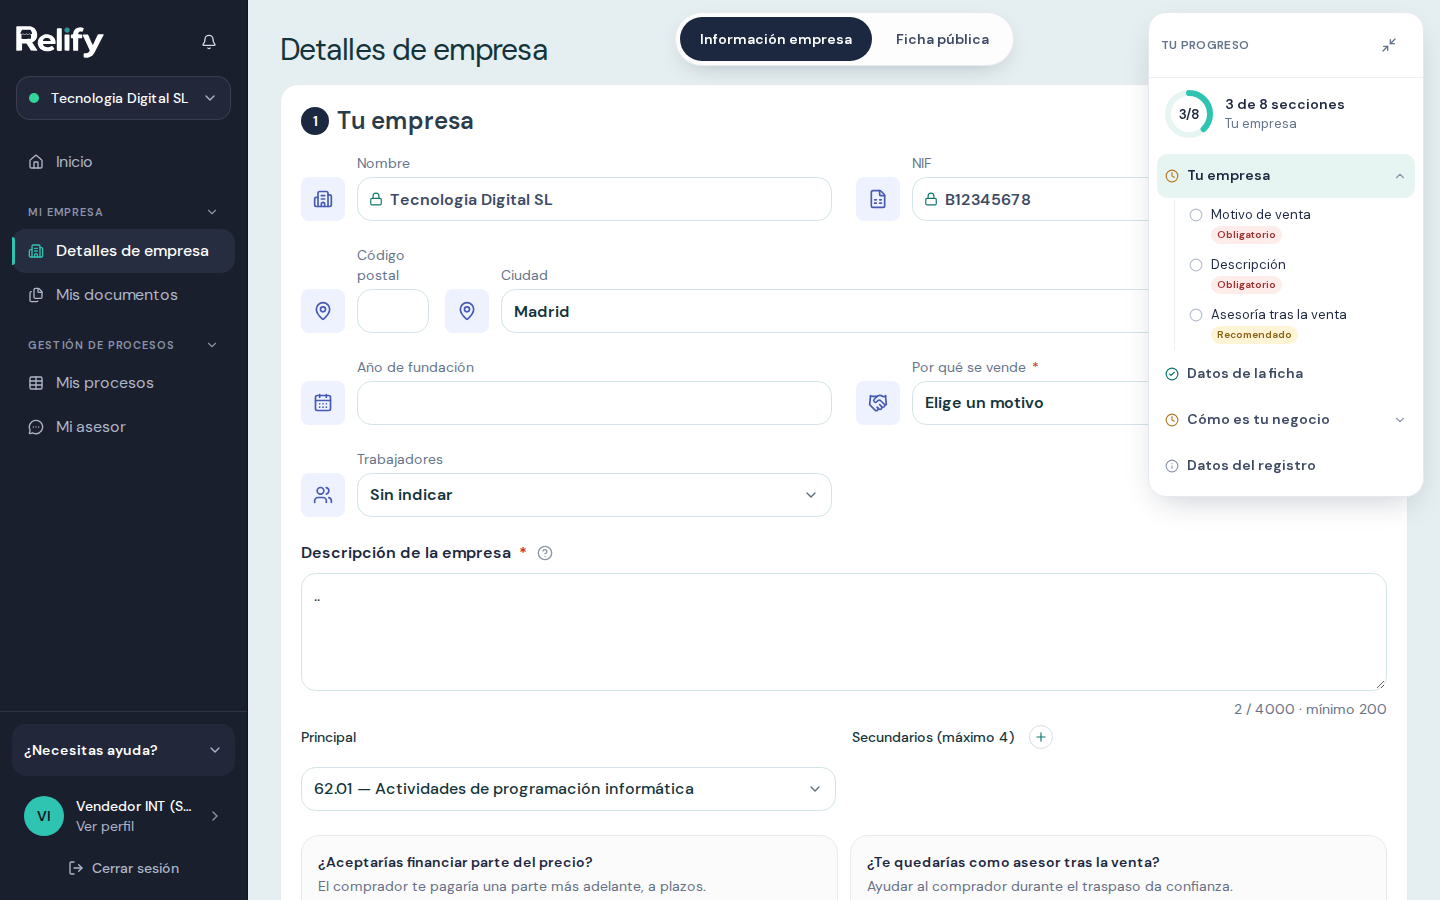 Relify
Tecnologia Digital SL
Inicio
MI EMPRESA
Detalles de empresa
Mis documentos
GESTIÓN DE PROCESOS
Mis procesos
Mi asesor
¿Necesitas ayuda?
VI
Vendedor INT (S...
Ver perfil
Cerrar sesión
Detalles de empresa
Información empresa
Ficha pública
1 Tu empresa
Nombre
Tecnologia Digital SL
NIF
B12345678
Código
postal
Ciudad
Madrid
Año de fundación
Por qué se vende *
Elige un motivo
Trabajadores
Sin indicar
Descripción de la empresa *
..
2 / 4000 · mínimo 200
Principal
62.01 — Actividades de programación informática
Secundarios (máximo 4)
¿Aceptarías financiar parte del precio?
El comprador te pagaría una parte más adelante, a plazos.
¿Te quedarías como asesor tras la venta?
Ayudar al comprador durante el traspaso da confianza.
TU PROGRESO
3/8
3 de 8 secciones
Tu empresa
Tu empresa
Motivo de venta
Obligatorio
Descripción
Obligatorio
Asesoría tras la venta
Recomendado
Datos de la ficha
Cómo es tu negocio
Datos del registro